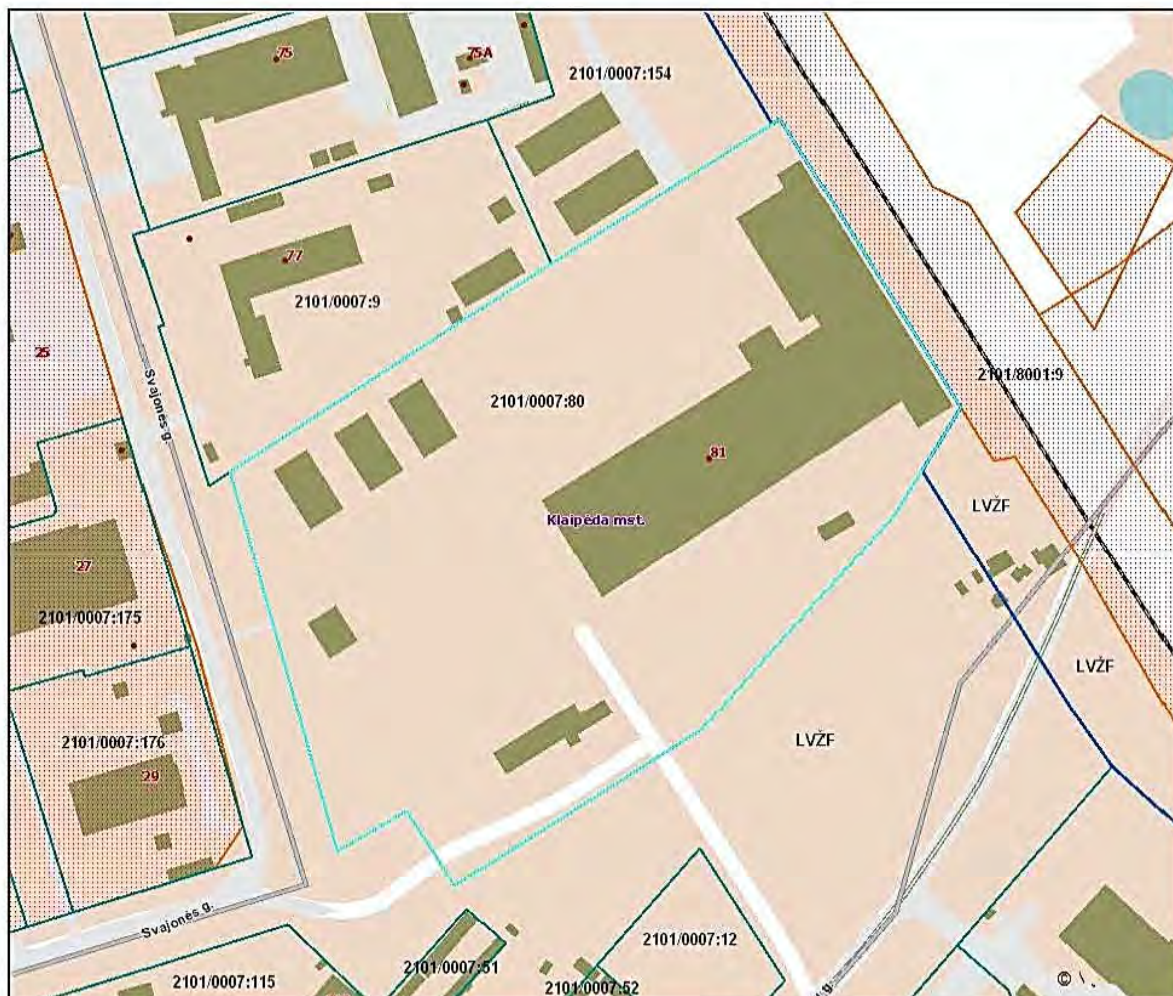 75
75A
2101/0007:154
77
2101/0007:9
25
Svajonės g.
2101/0007:80
2101/8001:9
81
Klaipėda mst.
LVŽF
27
2101/0007:175
LVŽF
2101/0007:176
LVŽF
29
Svajonės g.
2101/0007:12
2101/0007:51
2101/0007:115
2101/0007:52
g.
©